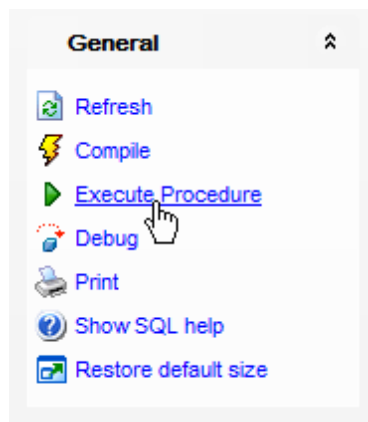 General
Refresh
Compile
Execute Procedure
Debug
Print
Show SQL help
Restore default size